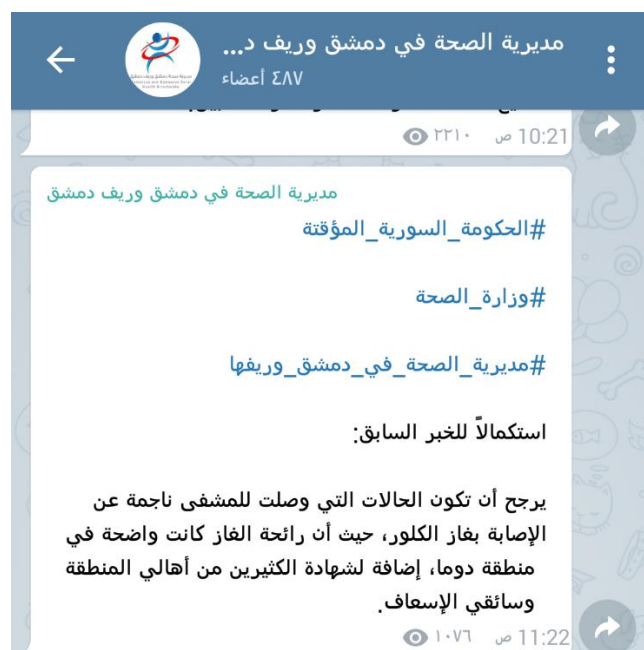 مديرية الصحة في دمشق وريف د...
٤٨٧ أعضاء
10:21 ص ٢٢١٠
مديرية الصحة في دمشق وريف دمشق
#الحكومة_السورية_المؤقتة
#وزارة_الصحة
#مديرية_الصحة_في_دمشق_وريفها
استكمالاً للخبر السابق:
يرجح أن تكون الحالات التي وصلت للمشفى ناجمة عن
الإصابة بغاز الكلور، حيث أن رائحة الغاز كانت واضحة في
منطقة دوما، إضافة لشهادة الكثيرين من أهالي المنطقة
وسائقي الإسعاف.
11:22 ص ١٠٧٦